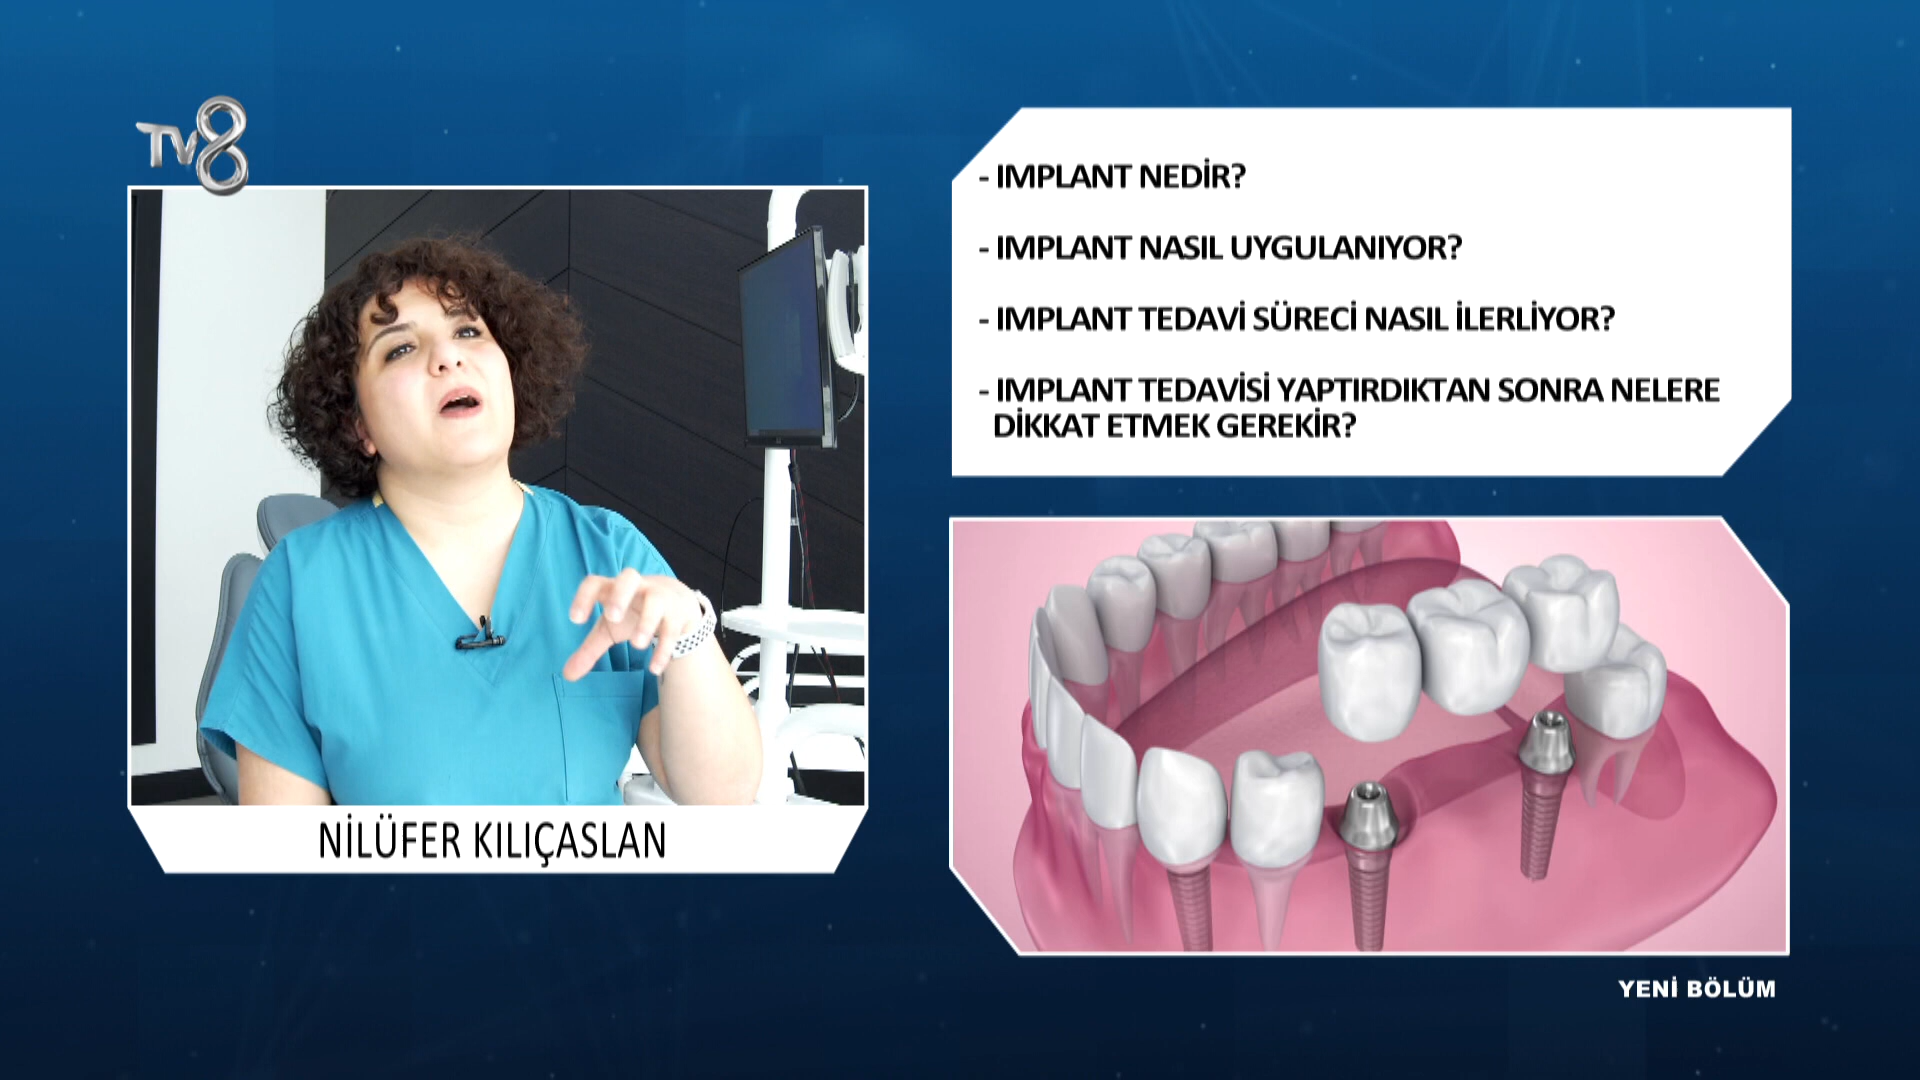 TV8
- IMPLANT NEDİR?
- IMPLANT NASIL UYGULANIYOR?
- IMPLANT TEDAVİ SÜRECİ NASIL İLERLİYOR?
- IMPLANT TEDAVİSİ YAPTIRDIKTAN SONRA NELERE
DİKKAT ETMEK GEREKİR?
NİLÜFER KILIÇASLAN
YENİ BÖLÜM